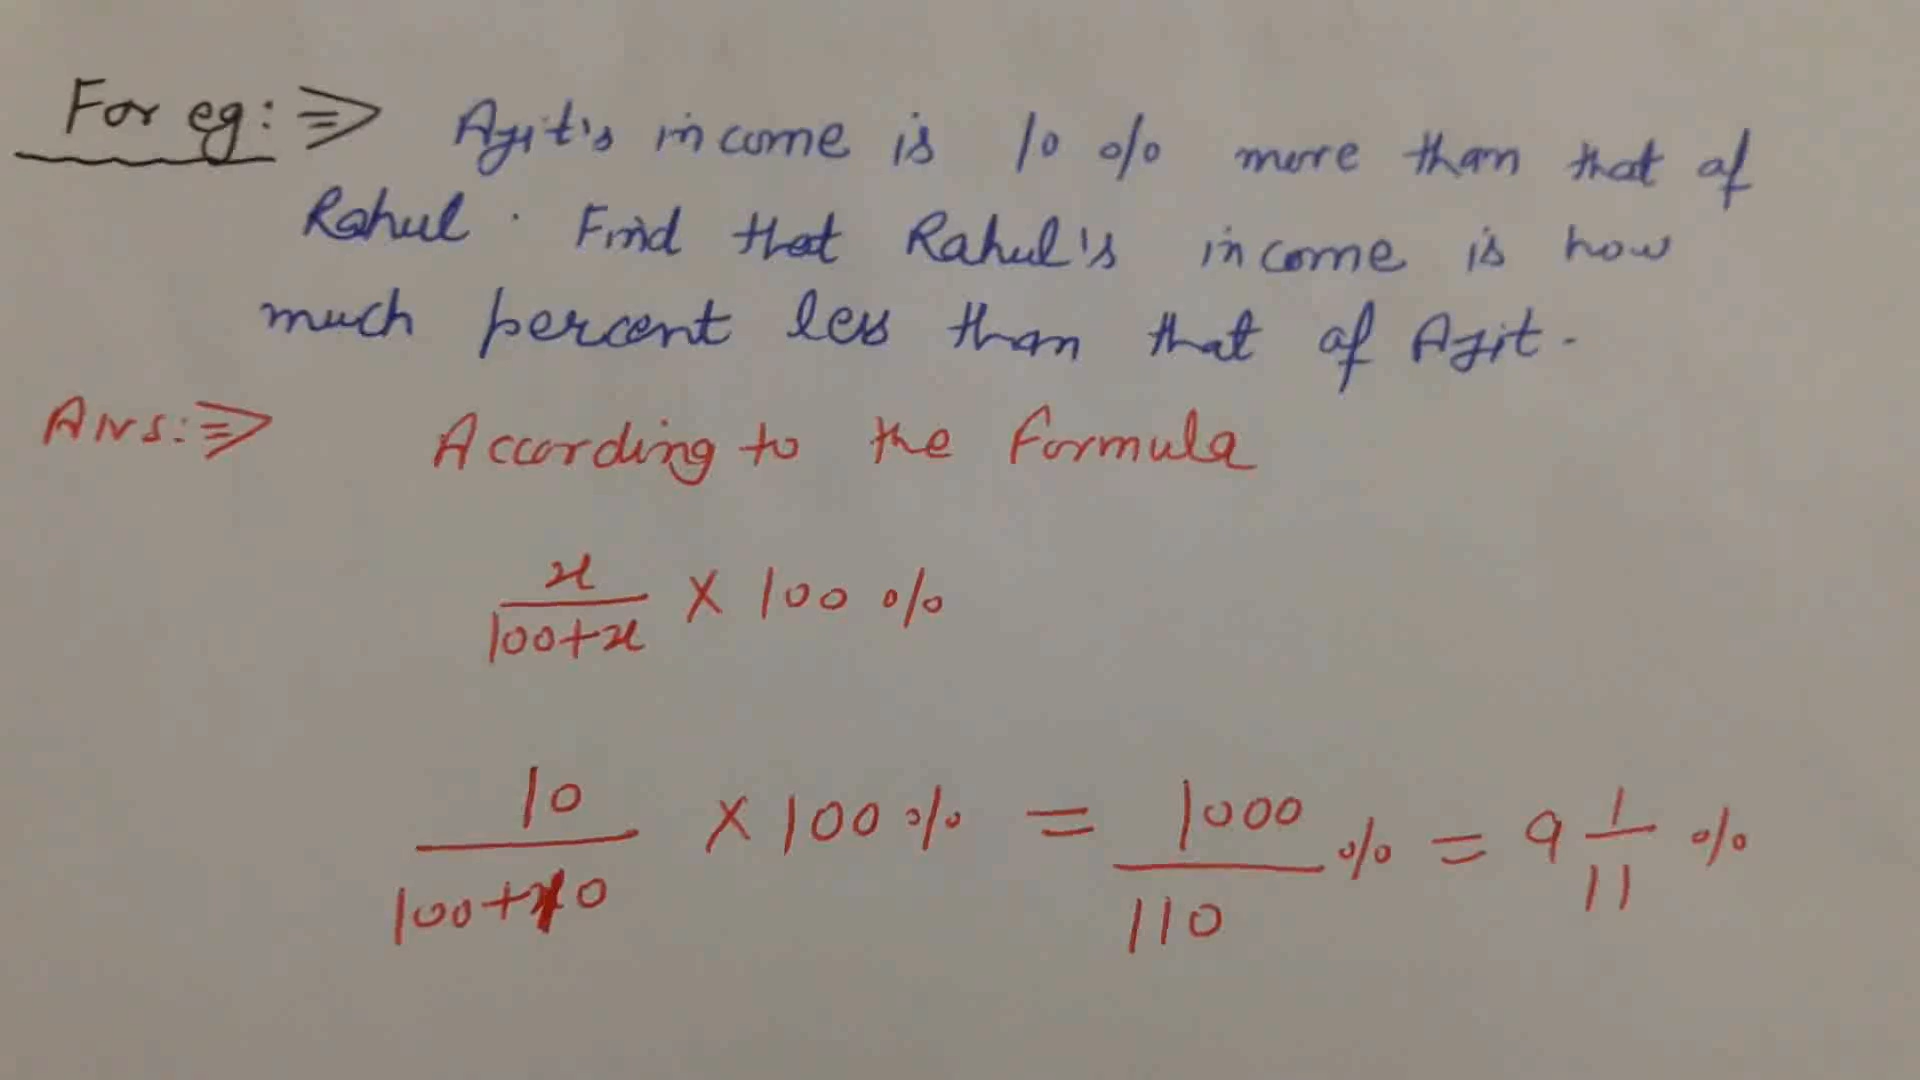 For eg:⇒ Ajit's income is 10 % more than that of
Rahul. Find that Rahul's income is how
much percent less than that of Ajit.
Ans:⇒ According to the formula
x/(100+x) × 100 %
10/(100+10) × 100 % = 1000/110 % = 9 1/11 %